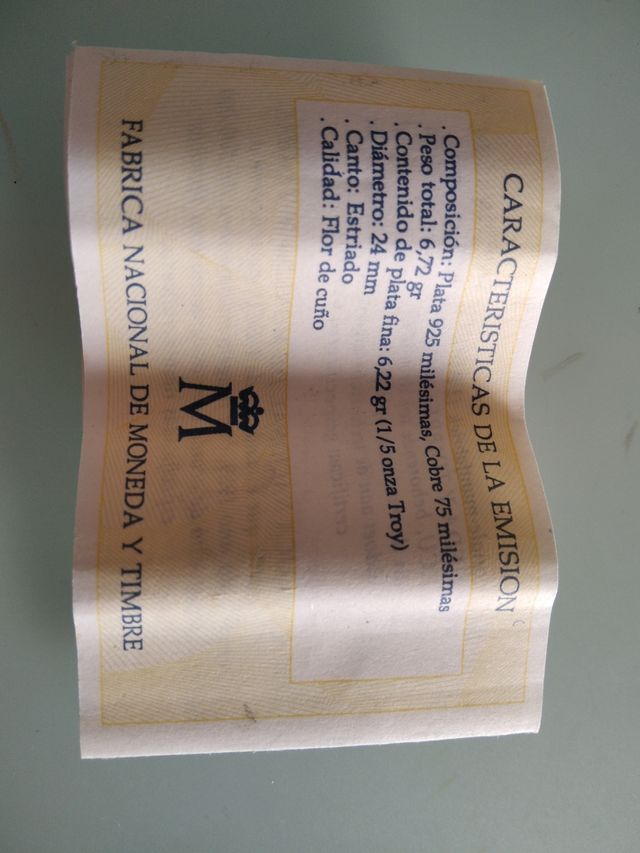 CARACTERISTICAS DE LA EMISION
. Composición: Plata 925 milésimas, Cobre 75 milésimas
. Peso total: 6,72 gr
. Contenido de plata fina: 6,22 gr (1/5 onza Troy)
. Diámetro: 24 mm
. Canto: Estriado
. Calidad: Flor de cuño
M
FABRICA NACIONAL DE MONEDA Y TIMBRE